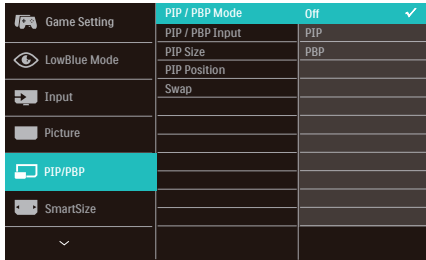 Game Setting
LowBlue Mode
Input
Picture
PIP/PBP
SmartSize
PIP / PBP Mode
PIP / PBP Input
PIP Size
PIP Position
Swap
Off
PIP
PBP